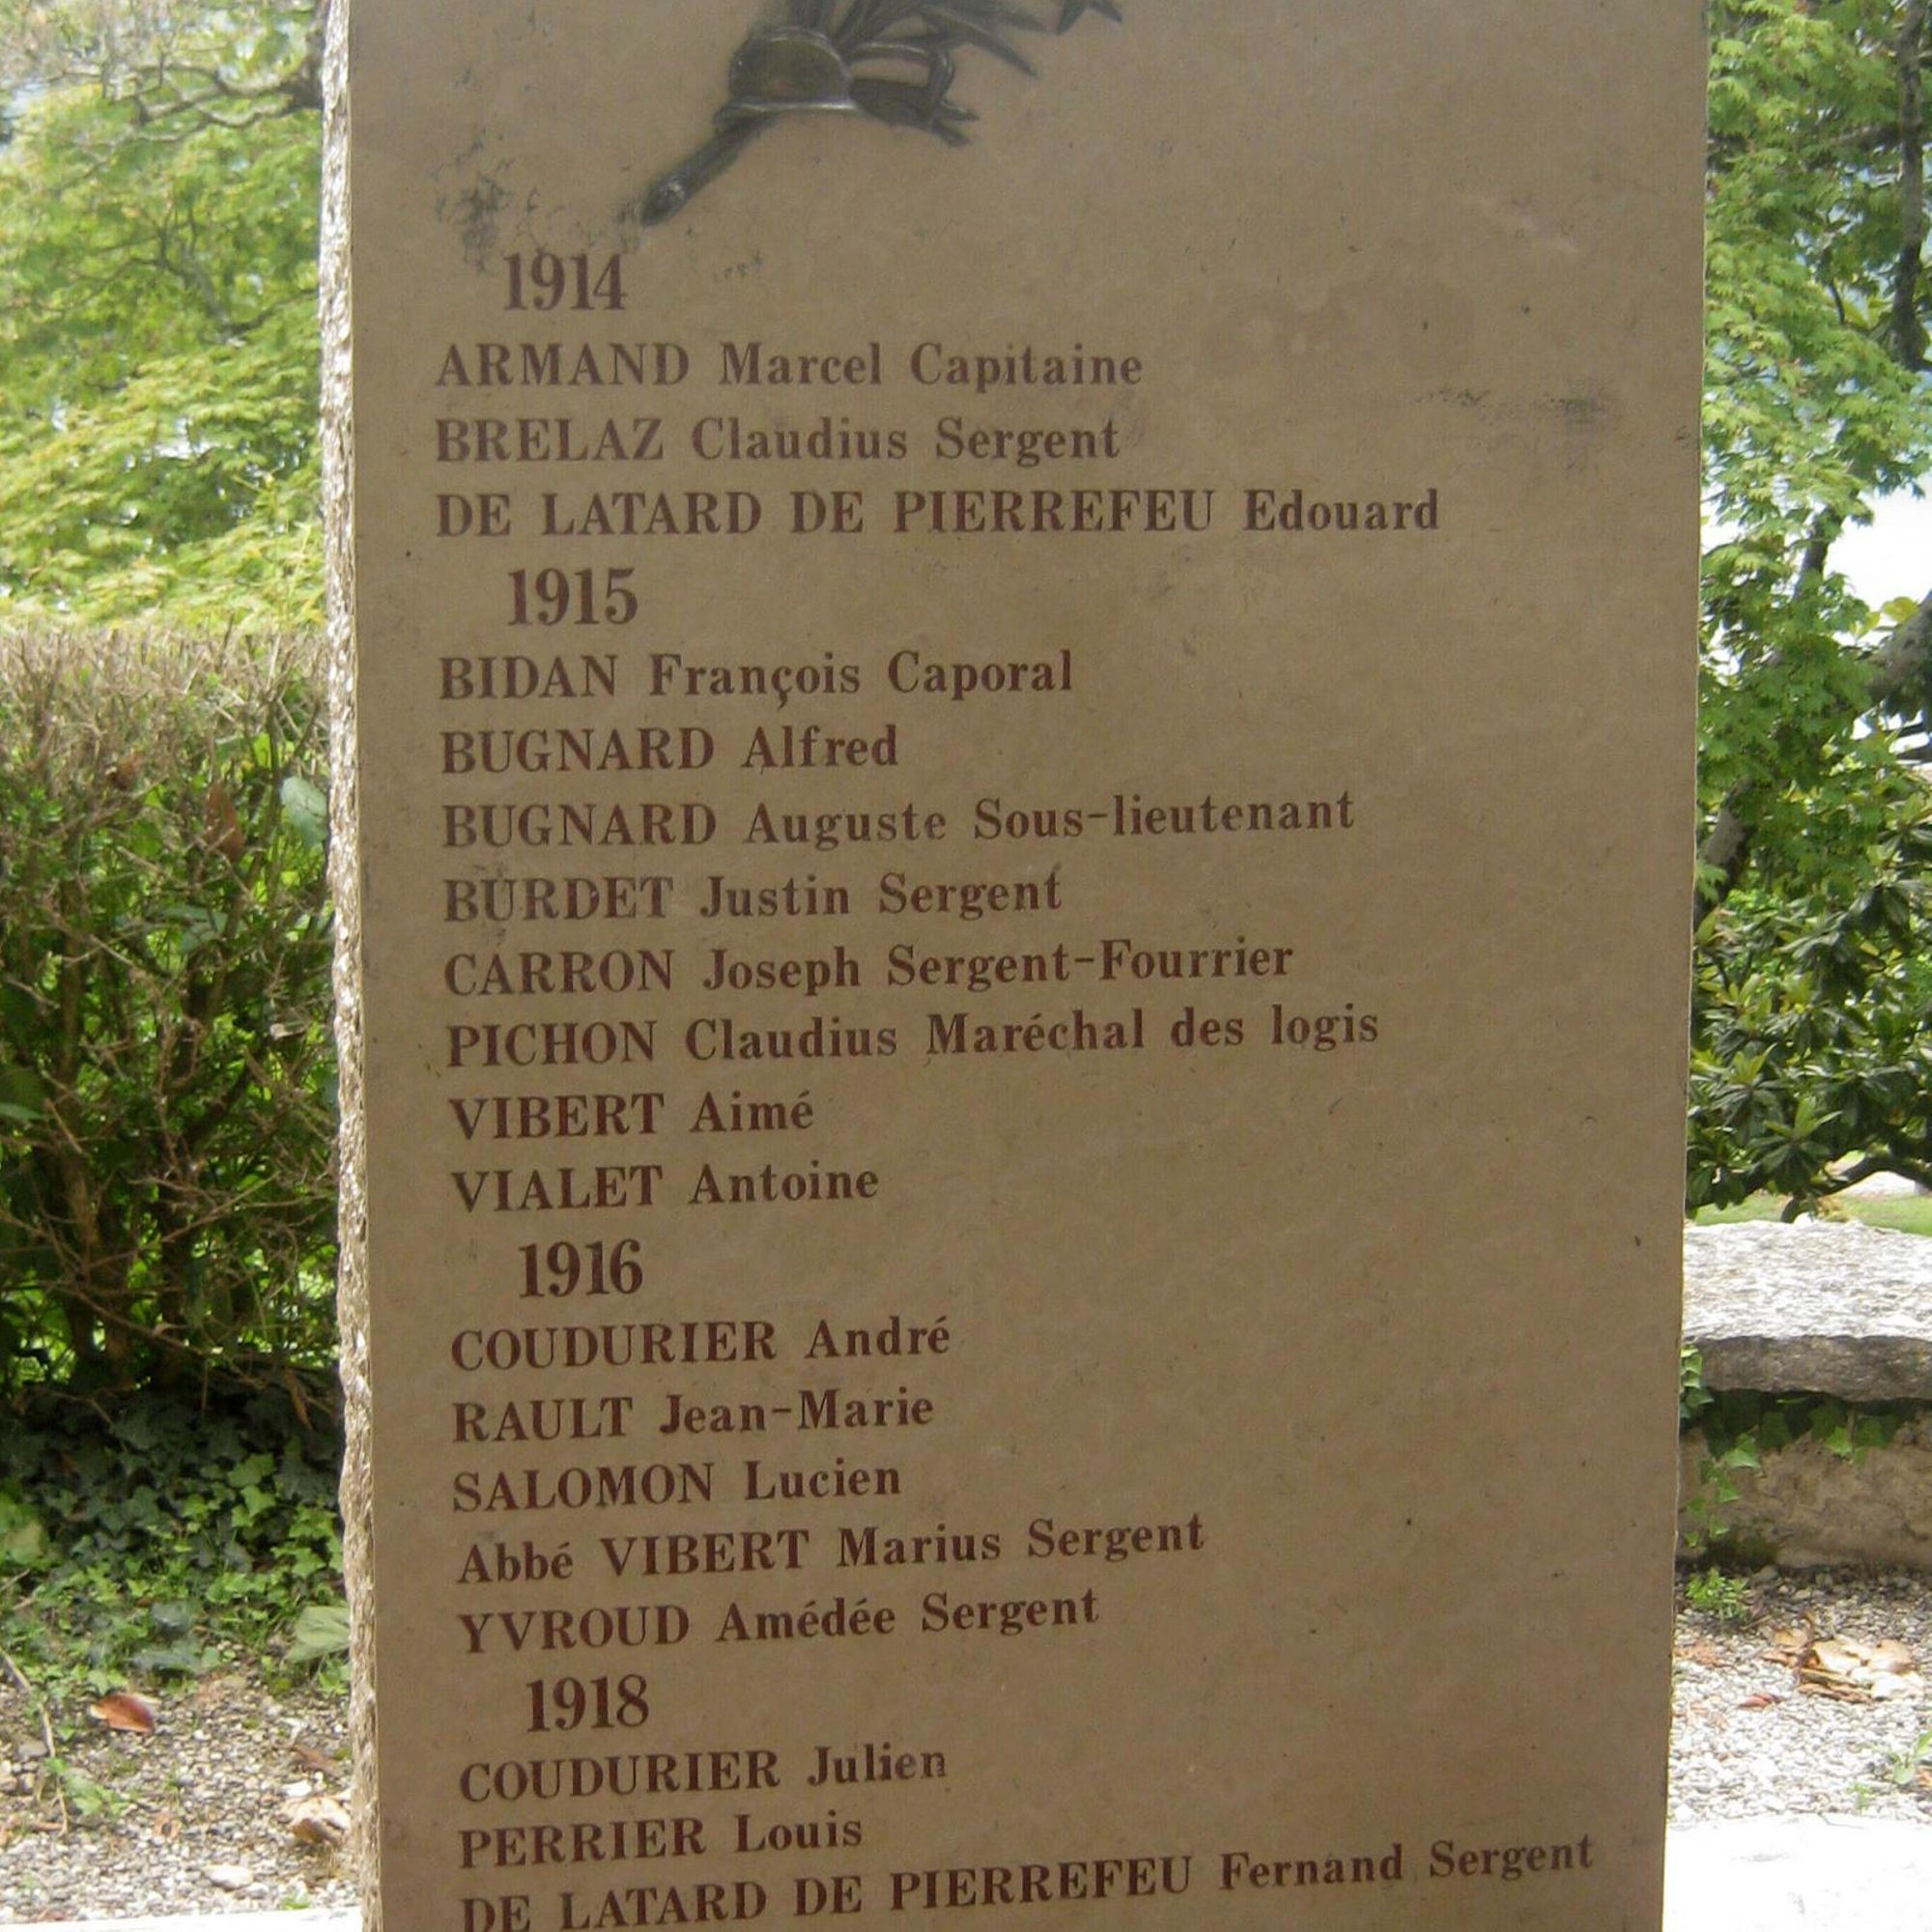 1914
ARMAND Marcel Capitaine
BRELAZ Claudius Sergent
DE LATARD DE PIERREFEU Edouard
1915
BIDAN François Caporal
BUGNARD Alfred
BUGNARD Auguste Sous-lieutenant
BURDET Justin Sergent
CARRON Joseph Sergent-Fourrier
PICHON Claudius Maréchal des logis
VIBERT Aimé
VIALET Antoine
1916
COUDURIER André
RAULT Jean-Marie
SALOMON Lucien
Abbé VIBERT Marius Sergent
YVROUD Amédée Sergent
1918
COUDURIER Julien
PERRIER Louis
DE LATARD DE PIERREFEU Fernand Sergent